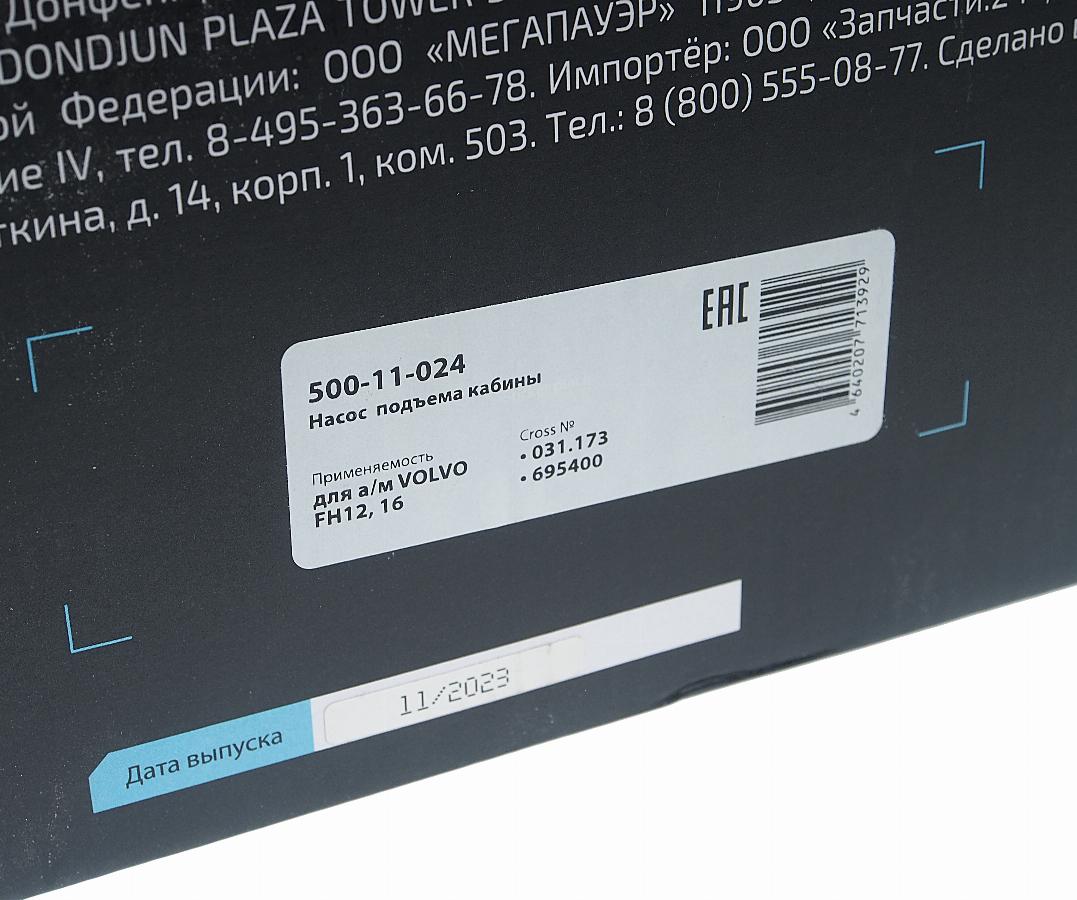 DONDJUN PLAZA TOWER
ой Федерации: ООО «МЕГАПАУЭР»
ие IV, тел. 8-495-363-66-78. Импортёр: ООО «Запчасти.
ткина, д. 14, корп. 1, ком. 503. Тел.: 8 (800) 555-08-77. Сделано
500-11-024
Насос подъема кабины
Применяемость
для а/м VOLVO
FH12, 16
Cross №
• 031.173
• 695400
EAC
4 640207 713929
Дата выпуска
11/2023